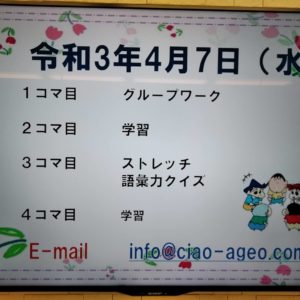 令和3年4月7日（水
1コマ目 グループワーク
2コマ目 学習
3コマ目 ストレッチ
語彙力クイズ
4コマ目 学習
E-mail info@ciao-ageo.com